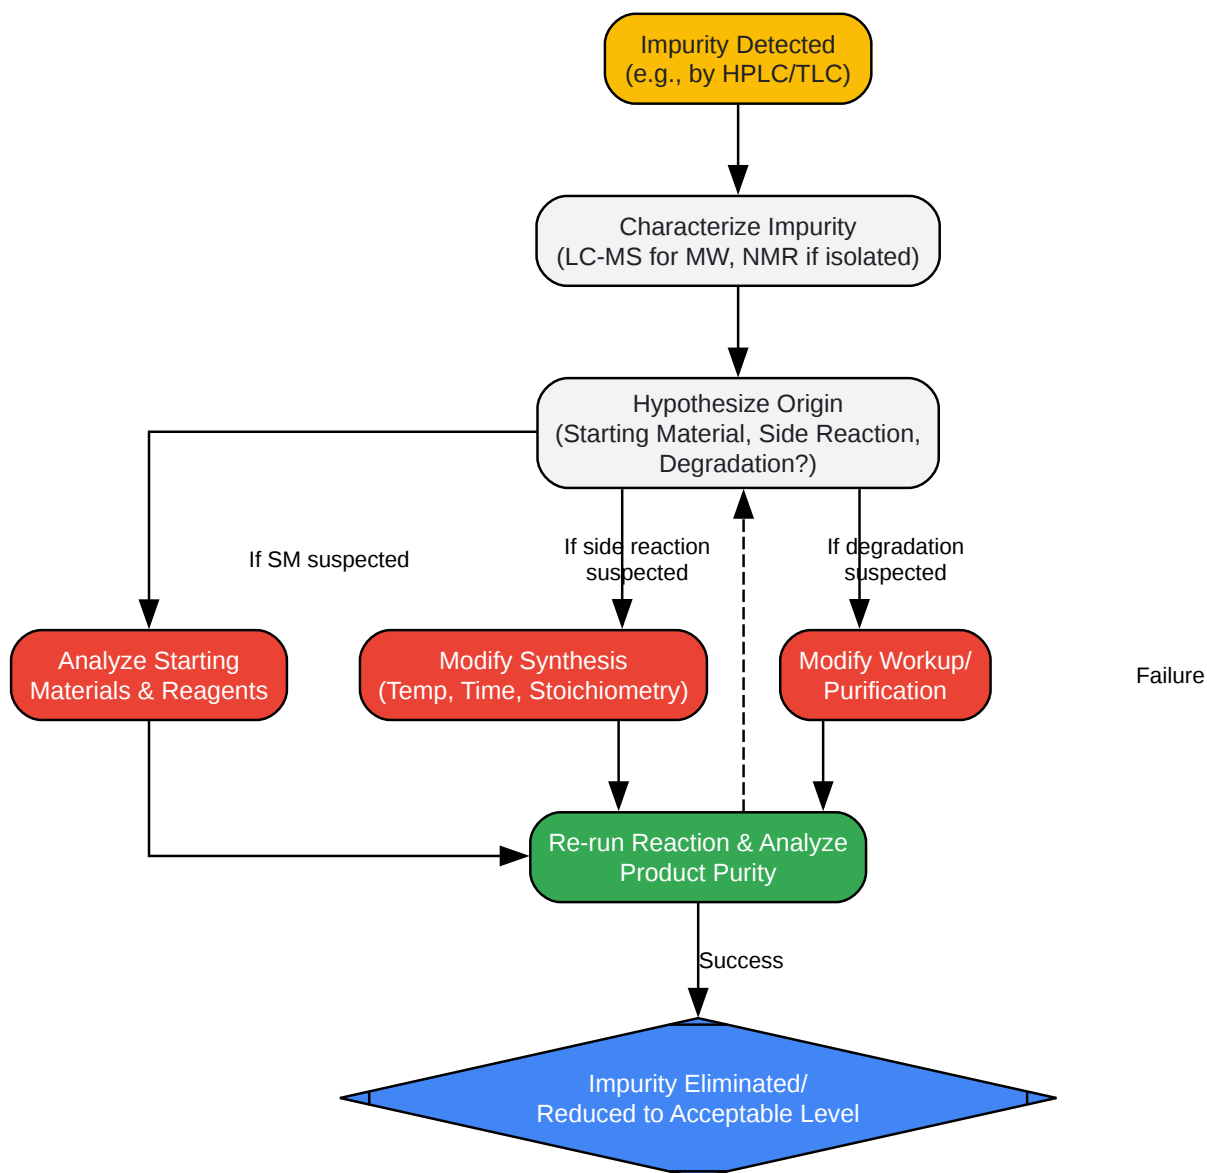 Impurity Detected
(e.g., by HPLC/TLC)
Characterize Impurity
(LC-MS for MW, NMR if isolated)
Hypothesize Origin
(Starting Material, Side Reaction,
Degradation?)
If SM suspected
If side reaction
suspected
If degradation
suspected
Analyze Starting
Materials & Reagents
Modify Synthesis
(Temp, Time, Stoichiometry)
Modify Workup/
Purification
Failure
Re-run Reaction & Analyze
Product Purity
Success
Impurity Eliminated/
Reduced to Acceptable Level